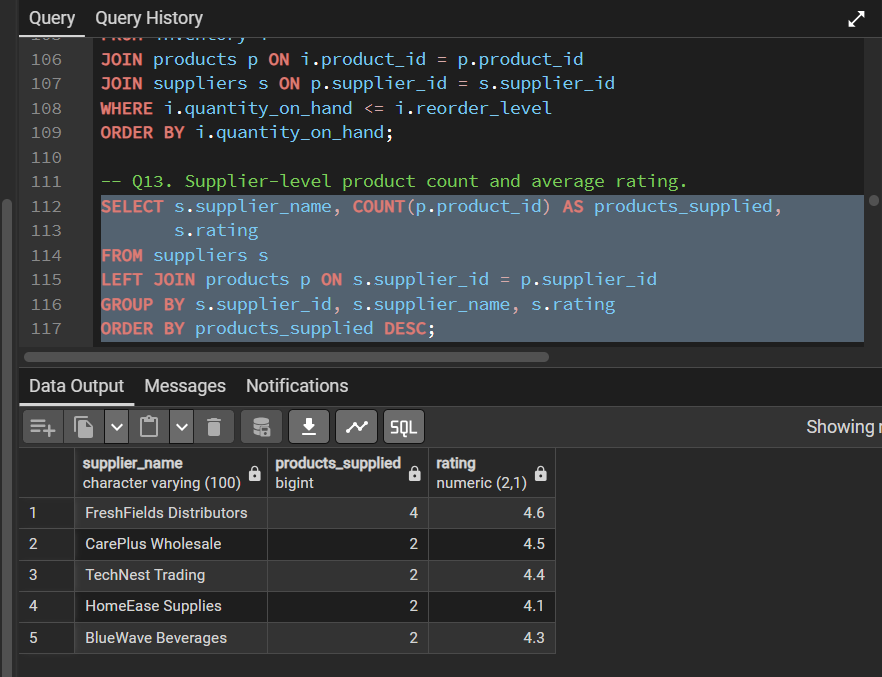 Query Query History
106 JOIN products p ON i.product_id = p.product_id
107 JOIN suppliers s ON p.supplier_id = s.supplier_id
108 WHERE i.quantity_on_hand <= i.reorder_level
109 ORDER BY i.quantity_on_hand;
110
111 -- Q13. Supplier-level product count and average rating.
112 SELECT s.supplier_name, COUNT(p.product_id) AS products_supplied,
113 s.rating
114 FROM suppliers s
115 LEFT JOIN products p ON s.supplier_id = p.supplier_id
116 GROUP BY s.supplier_id, s.supplier_name, s.rating
117 ORDER BY products_supplied DESC;
Data Output Messages Notifications
SQL Showing
supplier_name products_supplied rating
character varying (100) bigint numeric (2,1)
1 FreshFields Distributors 4 4.6
2 CarePlus Wholesale 2 4.5
3 TechNest Trading 2 4.4
4 HomeEase Supplies 2 4.1
5 BlueWave Beverages 2 4.3